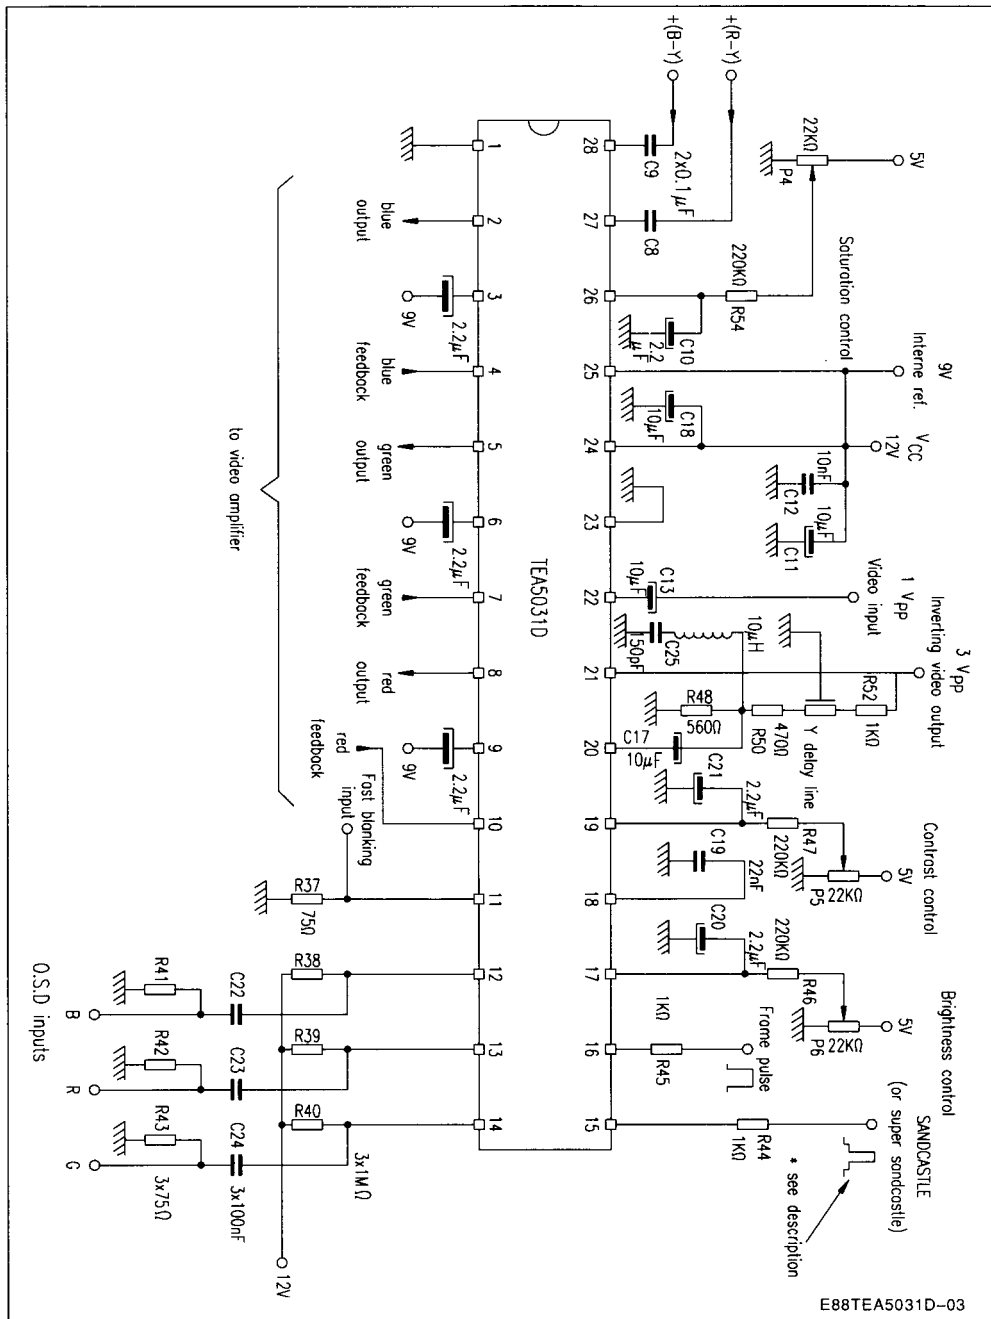 +(B-Y)
+(R-Y)
22KΩ
P4
5V
28
C9
2x0.1µF
27
C8
Saturation control
220KΩ
R54
26
2.2
µF
C10
9V
Interne ref.
25
10µF
C18
VCC
12V
24
10nF
C12
10µF
C11
23
1 Vpp
Video input
22
10µF
C13
10µH
150pF
C25
3 Vpp
Inverting video output
21
R52
1KΩ
Y delay line
470Ω
R50
R48
560Ω
20
C17
10µF
C21
2.2µF
19
R47
220KΩ
Contrast control
5V
P5
22KΩ
C19
22nF
18
C20
2.2µF
17
220KΩ
R46
Brightness control
5V
P6
22KΩ
16
1KΩ
R45
Frame pulse
15
R44
1KΩ
SANDCASTLE
(or super sandcastle)
* see description
TEA5031D
1
2
blue
output
3
9V
2.2µF
4
blue
feedback
5
green
output
6
9V
2.2µF
7
green
feedback
8
red
output
9
9V
2.2µF
10
red
feedback
to video amplifier
Fast blanking
input
11
R37
75Ω
12
R38
13
R39
14
R40
3x1MΩ
12V
R41
C22
B
R42
C23
R
R43
C24
G
3x75Ω
3x100nF
O.S.D inputs
E88TEA5031D-03